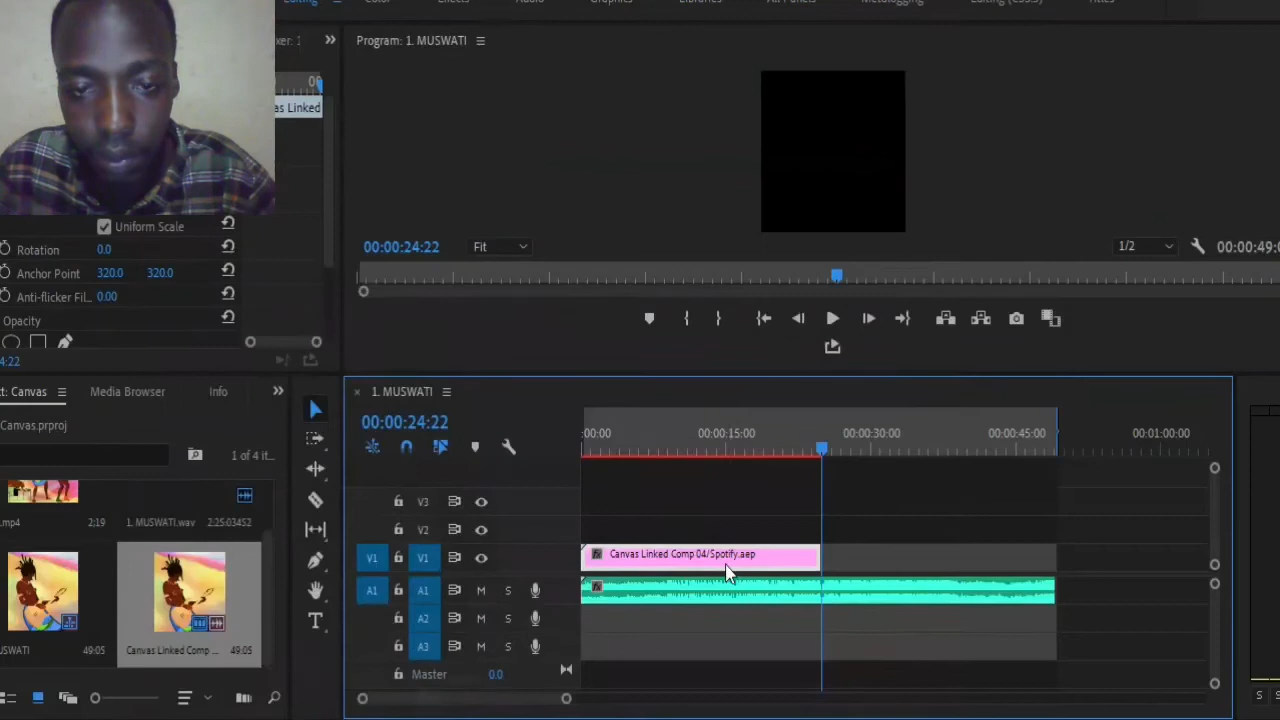 Editing Color Effects Audio Graphics Libraries All Panels Metalogging Editing (CS5.5) Titles
Program: 1. MUSWATI
as Linked
Uniform Scale
Rotation 0.0
Anchor Point 320.0 320.0
Anti-flicker Fil... 0.00
Opacity
4:22
00:00:24:22 Fit 1/2 00:00:49:0
t: Canvas Media Browser Info
Canvas.prproj
1 of 4 it...
.mp4 2;19 1. MUSWATI.wav 2:25:03452
USWATI 49:05 Canvas Linked Comp ... 49:05
× 1. MUSWATI
00:00:24:22
:00:00 00:00:15:00 00:00:30:00 00:00:45:00 00:01:00:00
V3
V2
V1 V1 fx Canvas Linked Comp 04/Spotify.aep
A1 A1 M S
A2 M S
A3 M S
Master 0.0
S S